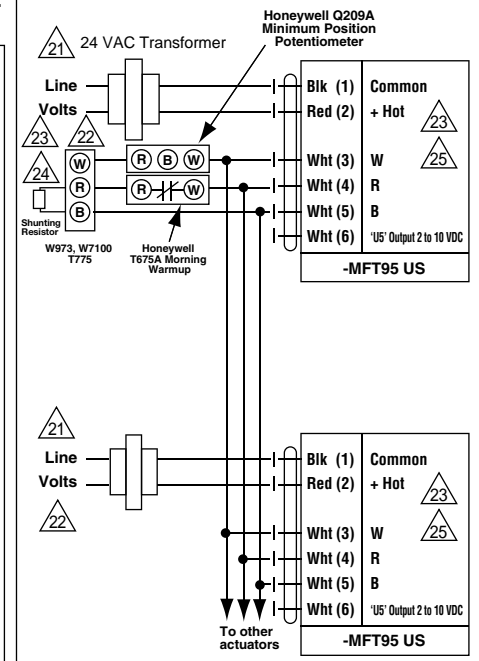 Honeywell Q209A
Minimum Position
Potentiometer
21 24 VAC Transformer
Line
Volts
Blk (1) Common
Red (2) + Hot
23
25
Wht (3) W
Wht (4) R
Wht (5) B
Wht (6) 'U5' Output 2 to 10 VDC
-MFT95 US
23 22
24
W
R
B
R B W
R W
Shunting
Resistor
W973, W7100
T775
Honeywell
T675A Morning
Warmup
21
Line
Volts
22
Blk (1) Common
Red (2) + Hot
23
25
Wht (3) W
Wht (4) R
Wht (5) B
Wht (6) 'U5' Output 2 to 10 VDC
-MFT95 US
To other
actuators